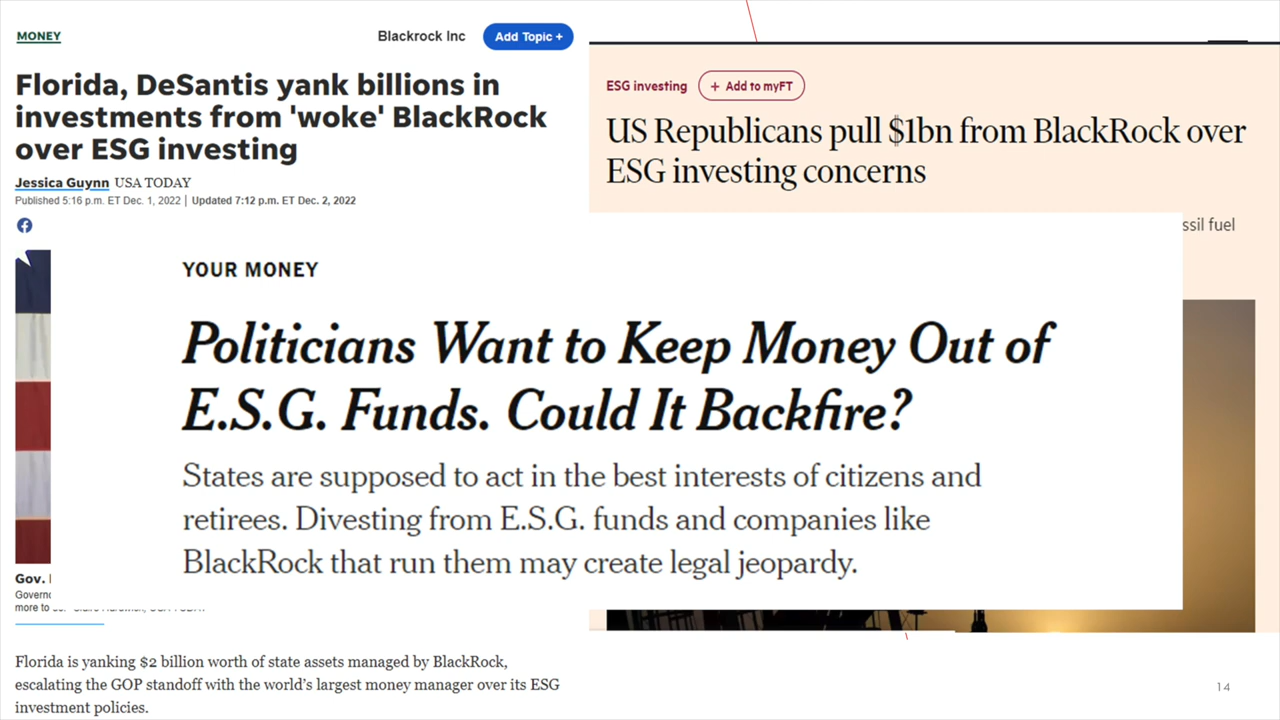 MONEY
Blackrock Inc
Add Topic +
Florida, DeSantis yank billions in
investments from 'woke' BlackRock
over ESG investing
Jessica Guynn USA TODAY
Published 5:16 p.m. ET Dec. 1, 2022 | Updated 7:12 p.m. ET Dec. 2, 2022
Gov.
more to
Florida is yanking $2 billion worth of state assets managed by BlackRock,
escalating the GOP standoff with the world’s largest money manager over its ESG
investment policies.
ESG investing
+ Add to myFT
US Republicans pull $1bn from BlackRock over
ESG investing concerns
ssil fuel
YOUR MONEY
Politicians Want to Keep Money Out of
E.S.G. Funds. Could It Backfire?
States are supposed to act in the best interests of citizens and
retirees. Divesting from E.S.G. funds and companies like
BlackRock that run them may create legal jeopardy.
14